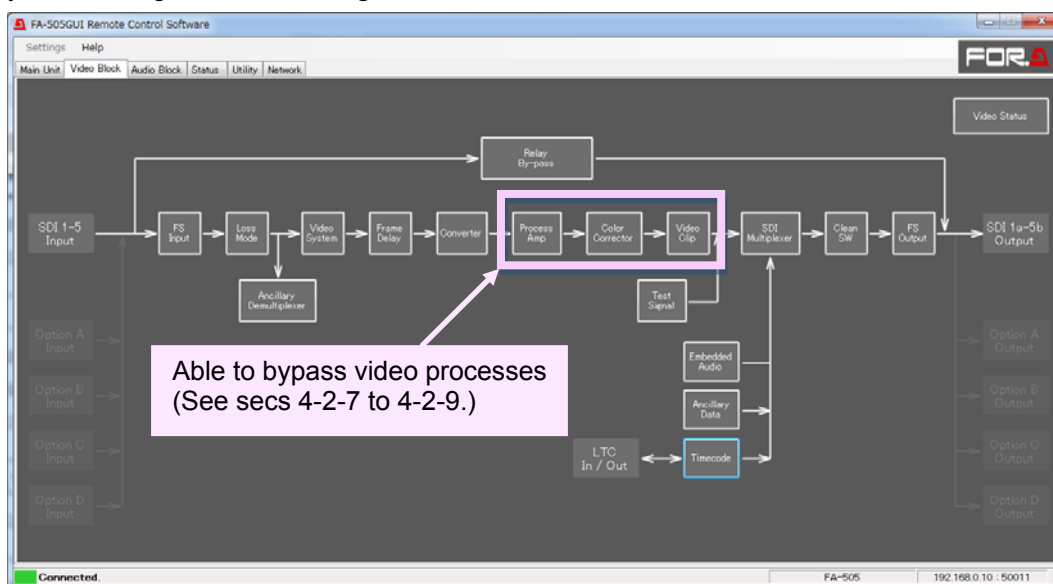 FA-505GUI Remote Control Software
Settings Help
FOR.A
Main Unit Video Block Audio Block Status Utility Network
Video Status
Relay
By-pass
SDI 1-5
Input
FS
Input
Loss
Mode
Video
System
Frame
Delay
Converter
Process
Amp
Color
Corrector
Video
Clip
SDI
Multiplexer
Clean
SW
FS
Output
SDI 1a-5b
Output
Ancillary
Demultiplexer
Test
Signal
Option A
Input
Option A
Output
Able to bypass video processes
(See secs 4-2-7 to 4-2-9.)
Embedded
Audio
Option B
Input
Option B
Output
Ancillary
Data
Option C
Input
LTC
In / Out
Timecode
Option C
Output
Option D
Input
Option D
Output
Connected.
FA-505
192.168.0.10 : 50011